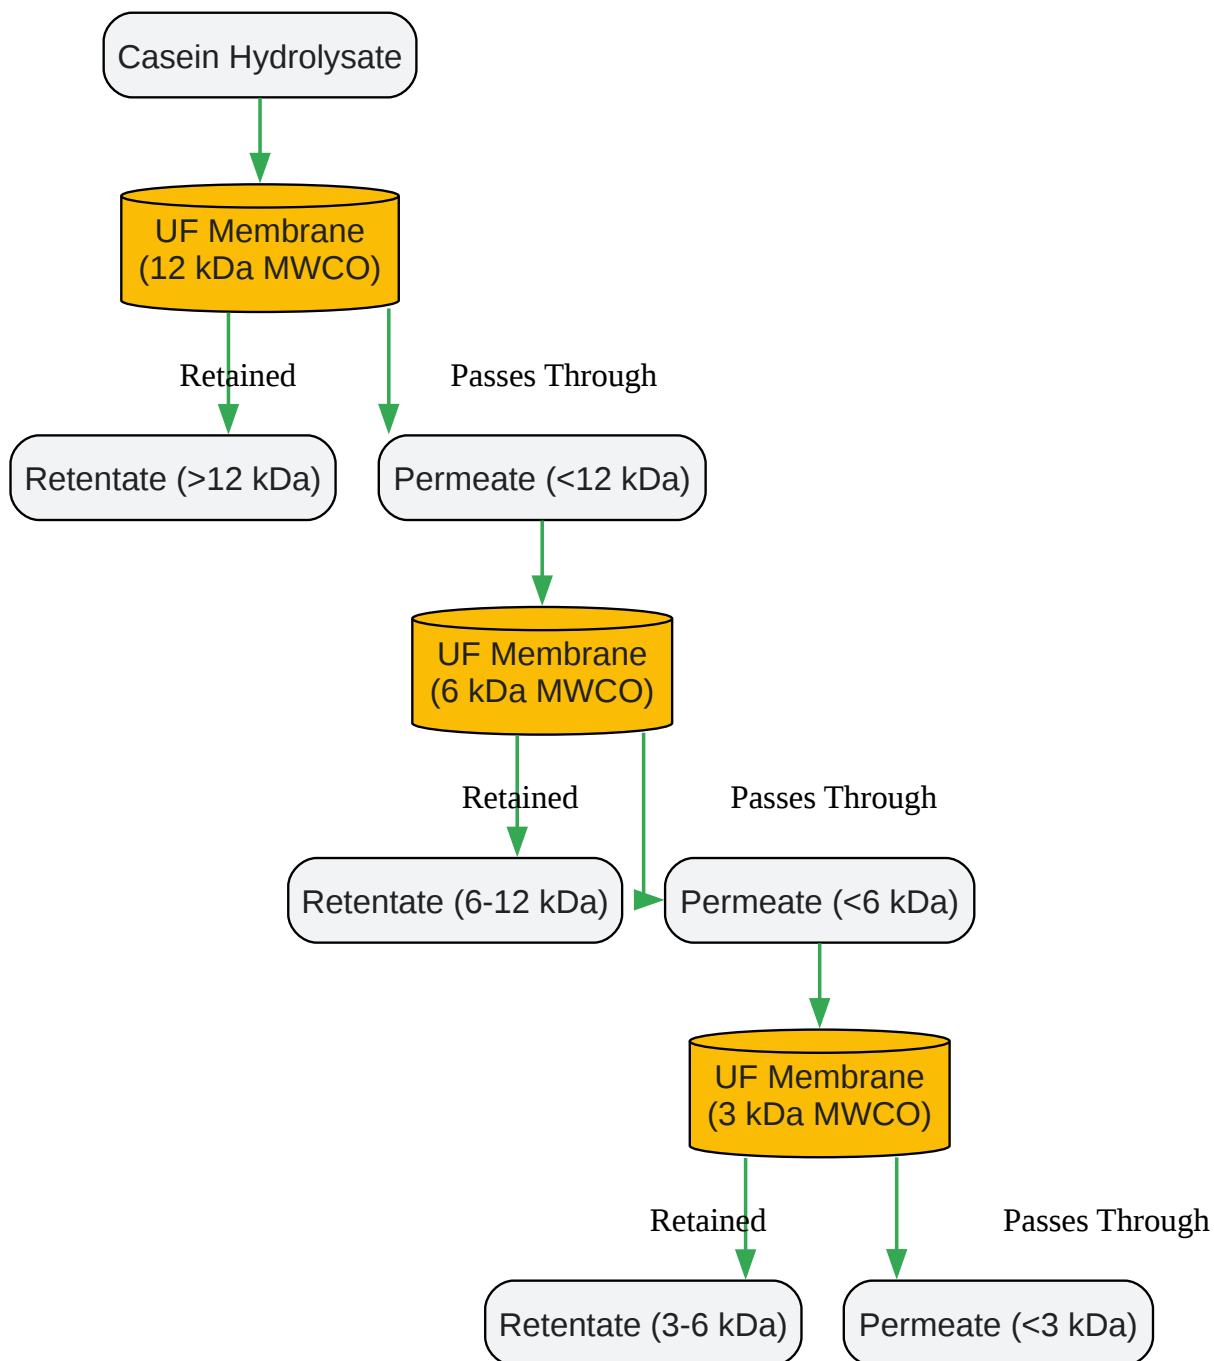 Casein Hydrolysate
UF Membrane
(12 kDa MWCO)
Retained
Passes Through
Retentate (>12 kDa)
Permeate (<12 kDa)
UF Membrane
(6 kDa MWCO)
Retained
Passes Through
Retentate (6-12 kDa)
Permeate (<6 kDa)
UF Membrane
(3 kDa MWCO)
Retained
Passes Through
Retentate (3-6 kDa)
Permeate (<3 kDa)